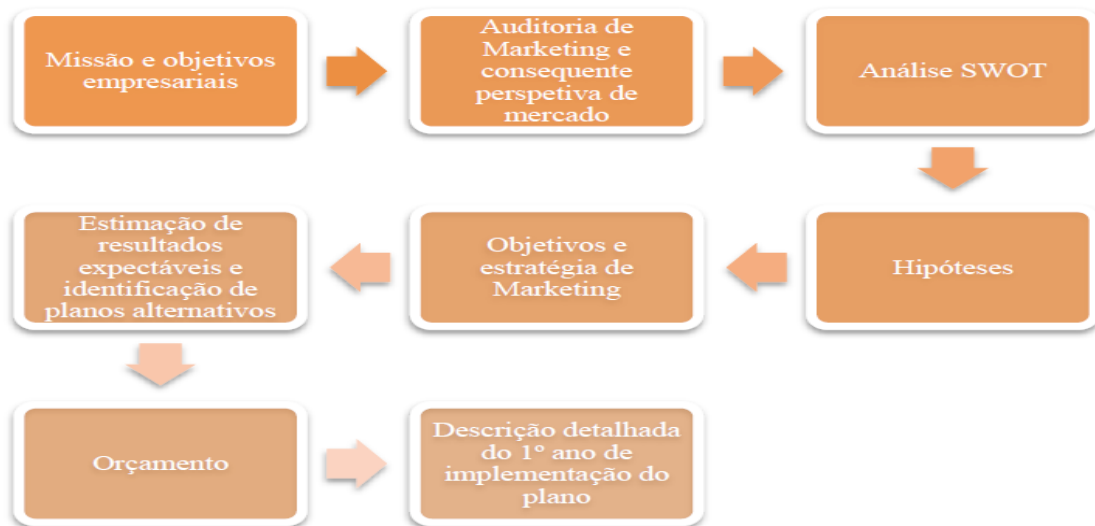 Missão e objetivos
empresariais
Auditoria de
Marketing e
consequente
perspetiva de
mercado
Análise SWOT
Hipóteses
Objetivos e
estratégia de
Marketing
Estimação de
resultados
expectáveis e
identificação de
planos alternativos
Orçamento
Descrição detalhada
do 1º ano de
implementação do
plano